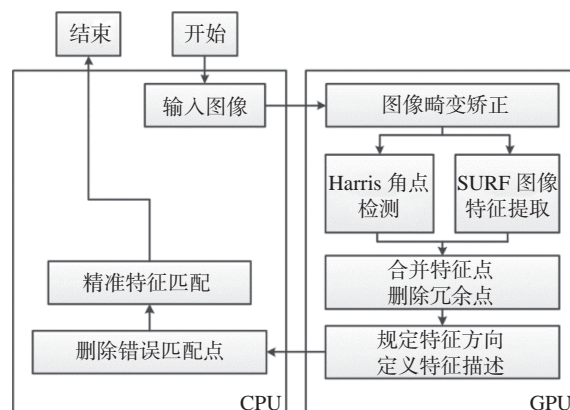 结束
开始
输入图像
图像畸变矫正
Harris 角点
检测
SURF 图像
特征提取
合并特征点
删除冗余点
规定特征方向
定义特征描述
删除错误匹配点
精准特征匹配
CPU
GPU